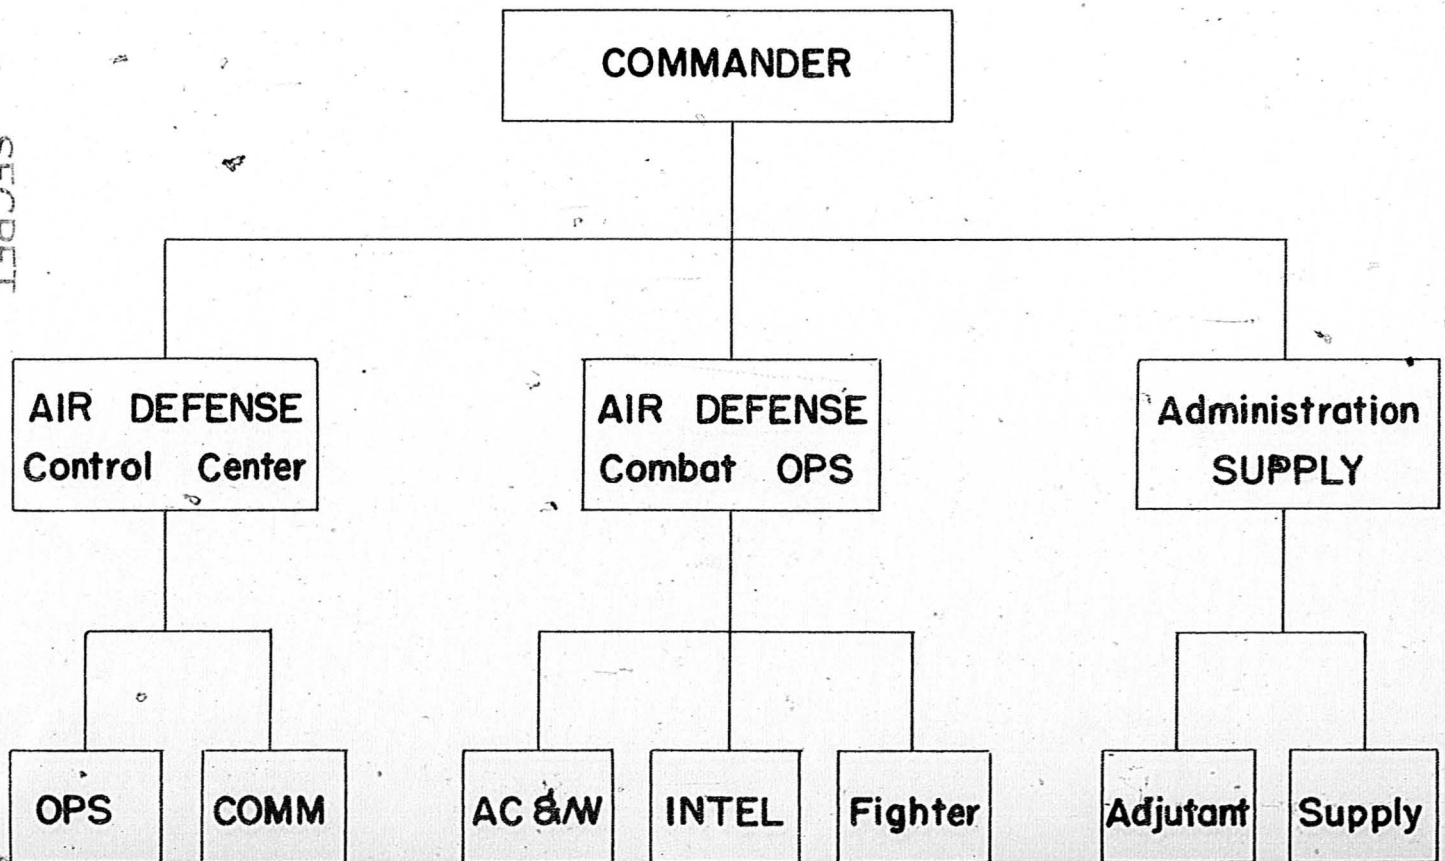 COMMANDER
SECRET
AIR DEFENSE
Control Center
AIR DEFENSE
Combat OPS
Administration
SUPPLY
OPS
COMM
AC &/W
INTEL
Fighter
Adjutant
Supply